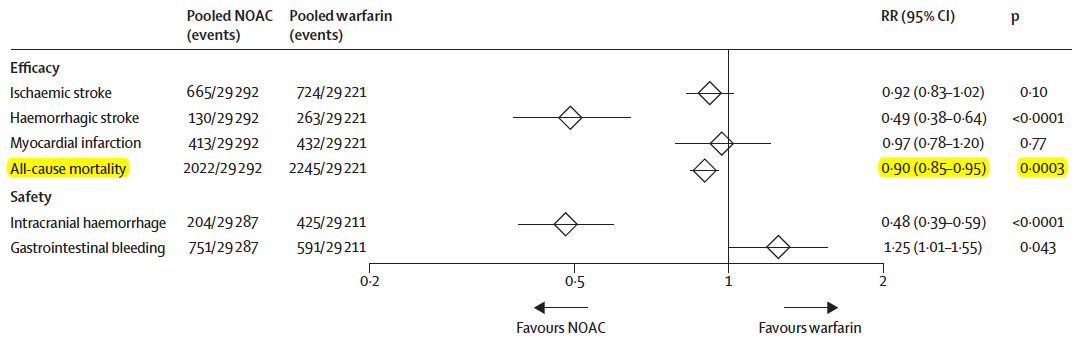 Pooled NOAC Pooled warfarin RR (95% CI) p
(events) (events)
Efficacy
Ischaemic stroke 665/29 292 724/29 221 0·92 (0·83–1·02) 0·10
Haemorrhagic stroke 130/29 292 263/29 221 0·49 (0·38–0·64) <0·0001
Myocardial infarction 413/29 292 432/29 221 0·97 (0·78–1·20) 0·77
All-cause mortality 2022/29 292 2245/29 221 0·90 (0·85–0·95) 0·0003
Safety
Intracranial haemorrhage 204/29 287 425/29 211 0·48 (0·39–0·59) <0·0001
Gastrointestinal bleeding 751/29 287 591/29 211 1·25 (1·01–1·55) 0·043
0·2 0·5 1 2
Favours NOAC Favours warfarin